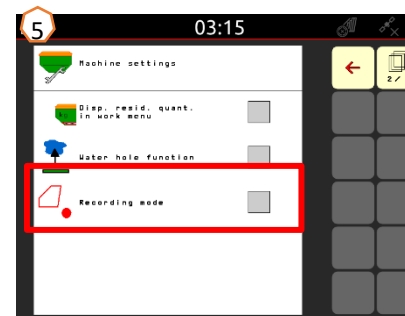 5
03:15
Machine settings
2 /
Disp. resid. quant.
in work menu
Water hole function
Recording mode